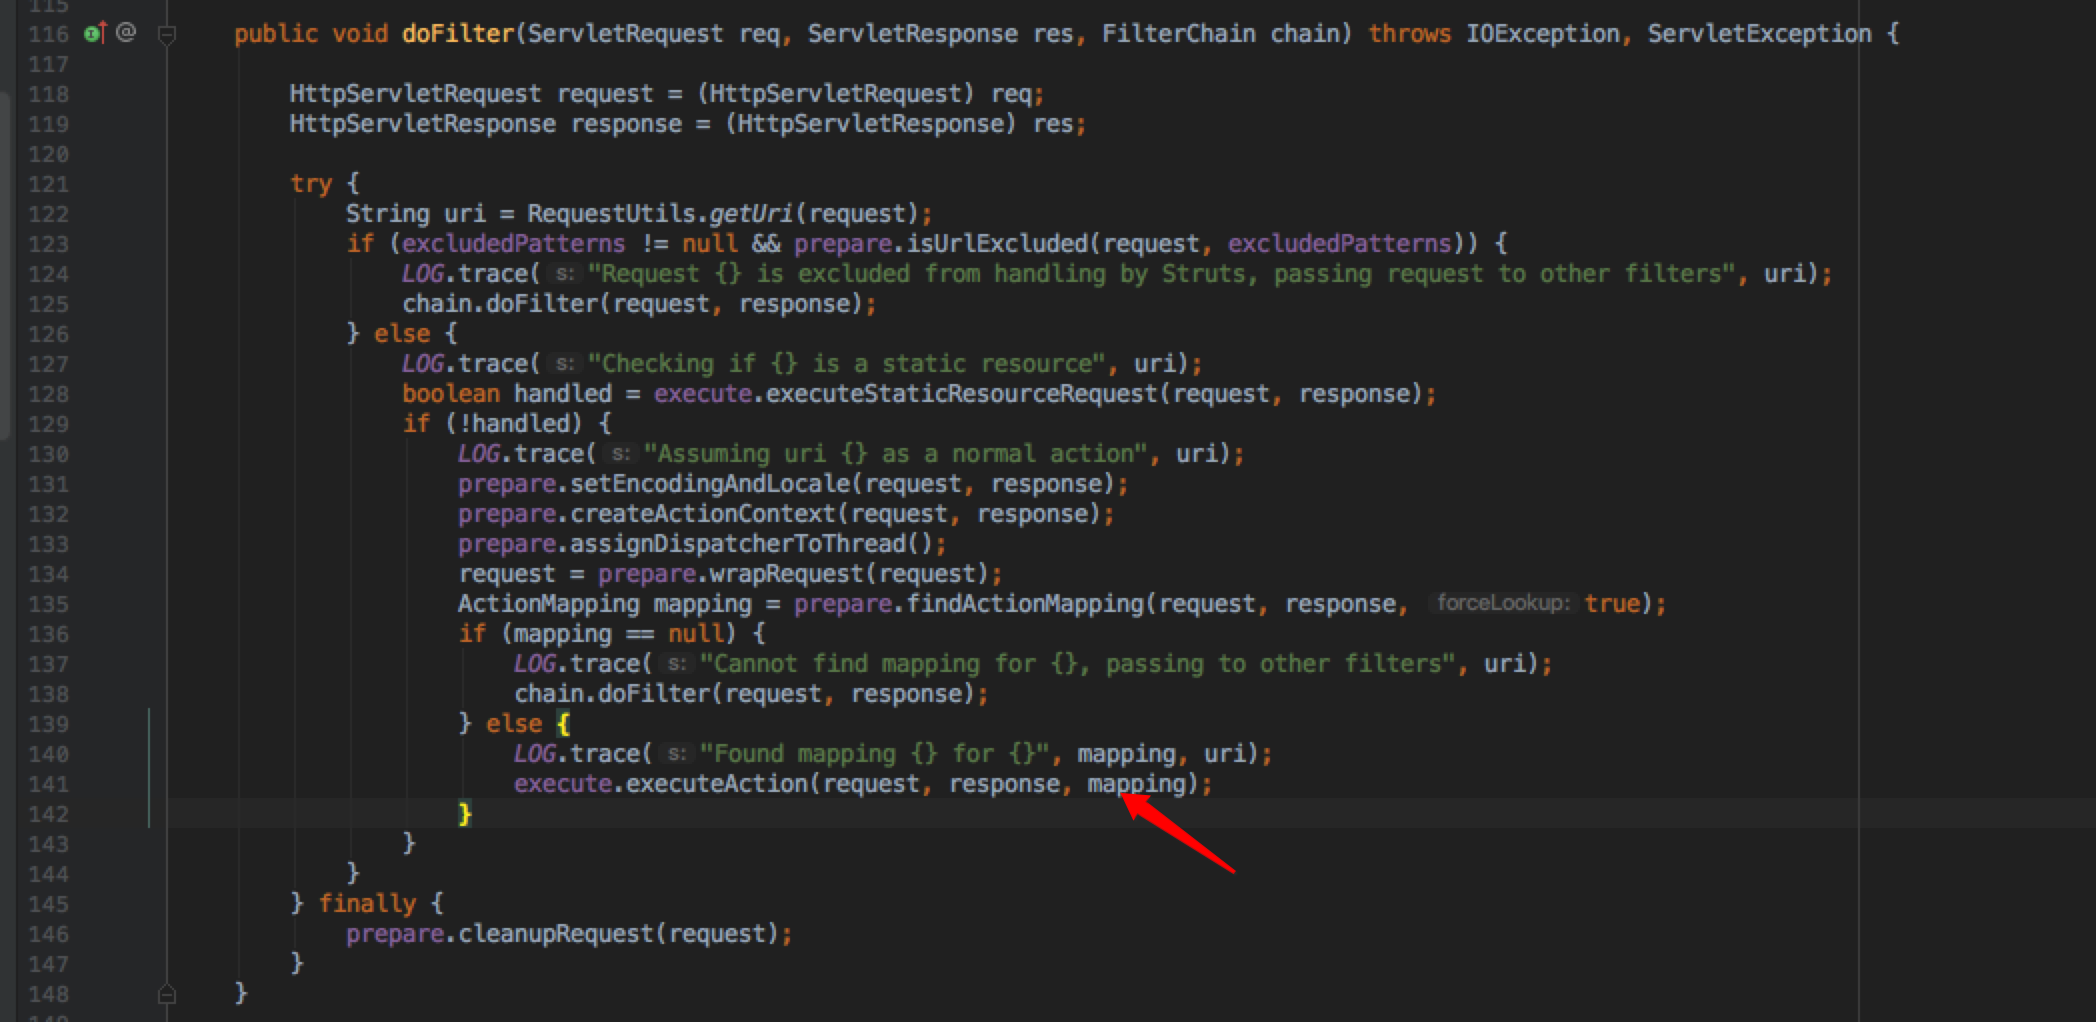 115
116 @ public void doFilter(ServletRequest req, ServletResponse res, FilterChain chain) throws IOException, ServletException {
117
118 HttpServletRequest request = (HttpServletRequest) req;
119 HttpServletResponse response = (HttpServletResponse) res;
120
121 try {
122 String uri = RequestUtils.getUri(request);
123 if (excludedPatterns != null && prepare.isUrlExcluded(request, excludedPatterns)) {
124 LOG.trace( s: "Request {} is excluded from handling by Struts, passing request to other filters", uri);
125 chain.doFilter(request, response);
126 } else {
127 LOG.trace( s: "Checking if {} is a static resource", uri);
128 boolean handled = execute.executeStaticResourceRequest(request, response);
129 if (!handled) {
130 LOG.trace( s: "Assuming uri {} as a normal action", uri);
131 prepare.setEncodingAndLocale(request, response);
132 prepare.createActionContext(request, response);
133 prepare.assignDispatcherToThread();
134 request = prepare.wrapRequest(request);
135 ActionMapping mapping = prepare.findActionMapping(request, response, forceLookup: true);
136 if (mapping == null) {
137 LOG.trace( s: "Cannot find mapping for {}, passing to other filters", uri);
138 chain.doFilter(request, response);
139 } else {
140 LOG.trace( s: "Found mapping {} for {}", mapping, uri);
141 execute.executeAction(request, response, mapping);
142 }
143 }
144 }
145 } finally {
146 prepare.cleanupRequest(request);
147 }
148 }
149